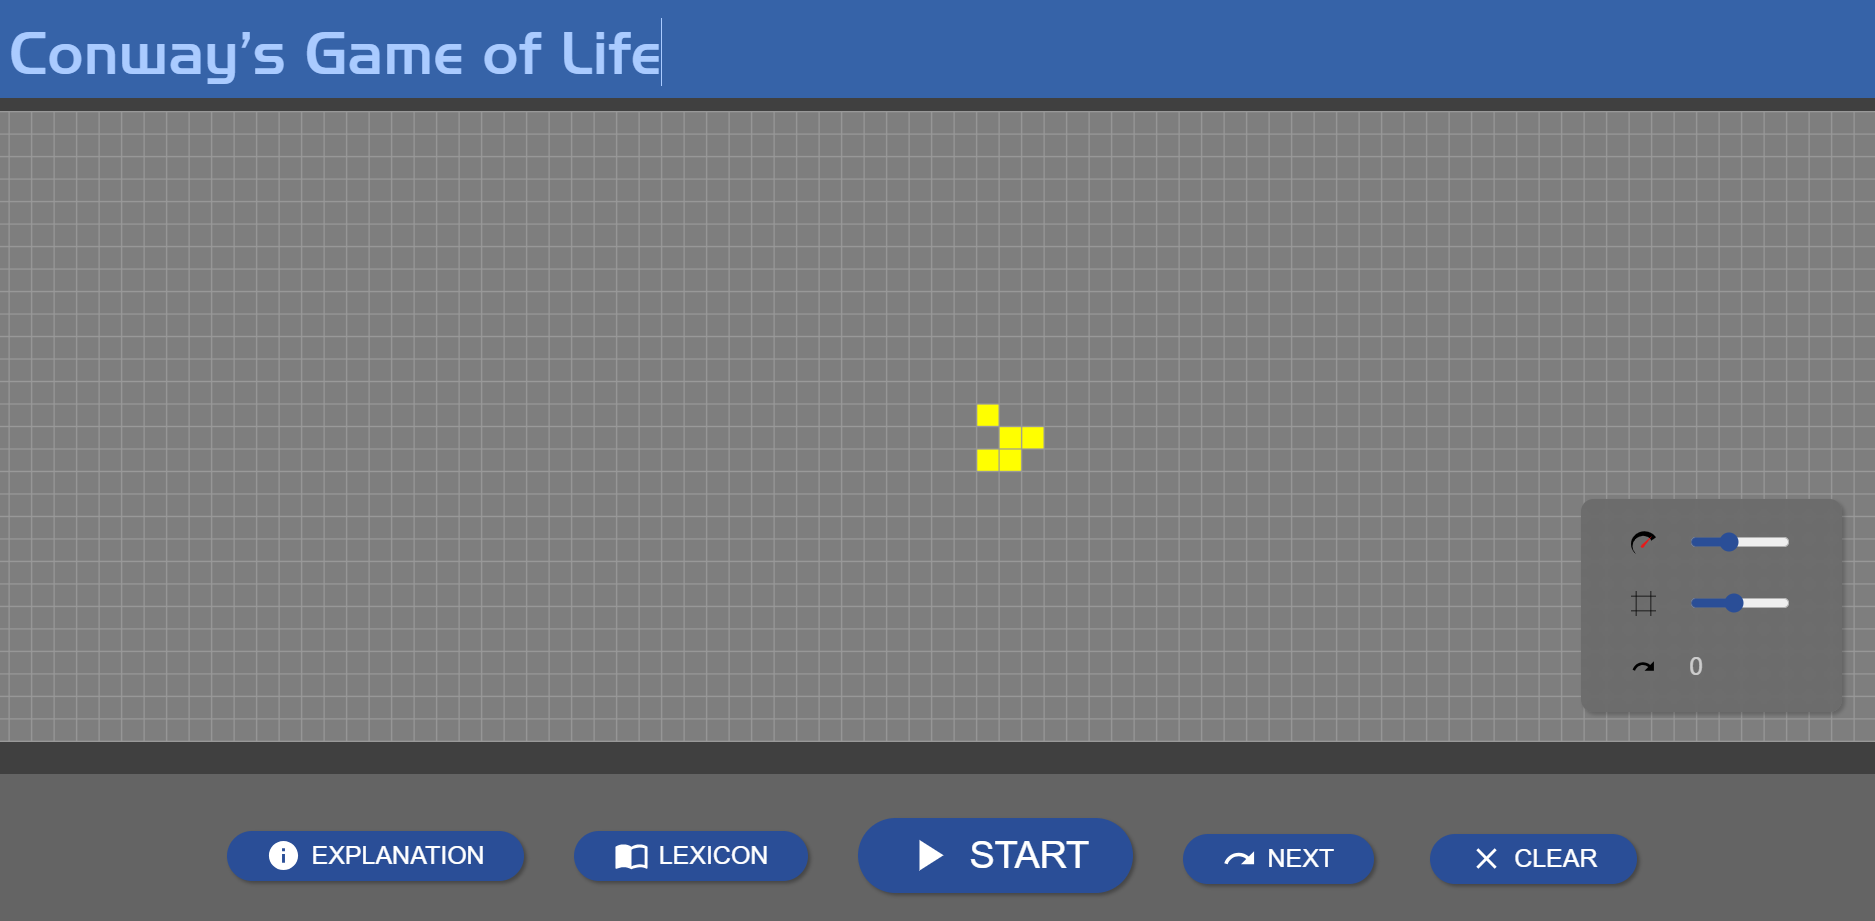 Conway's Game of Life
0
EXPLANATION
LEXICON
START
NEXT
CLEAR